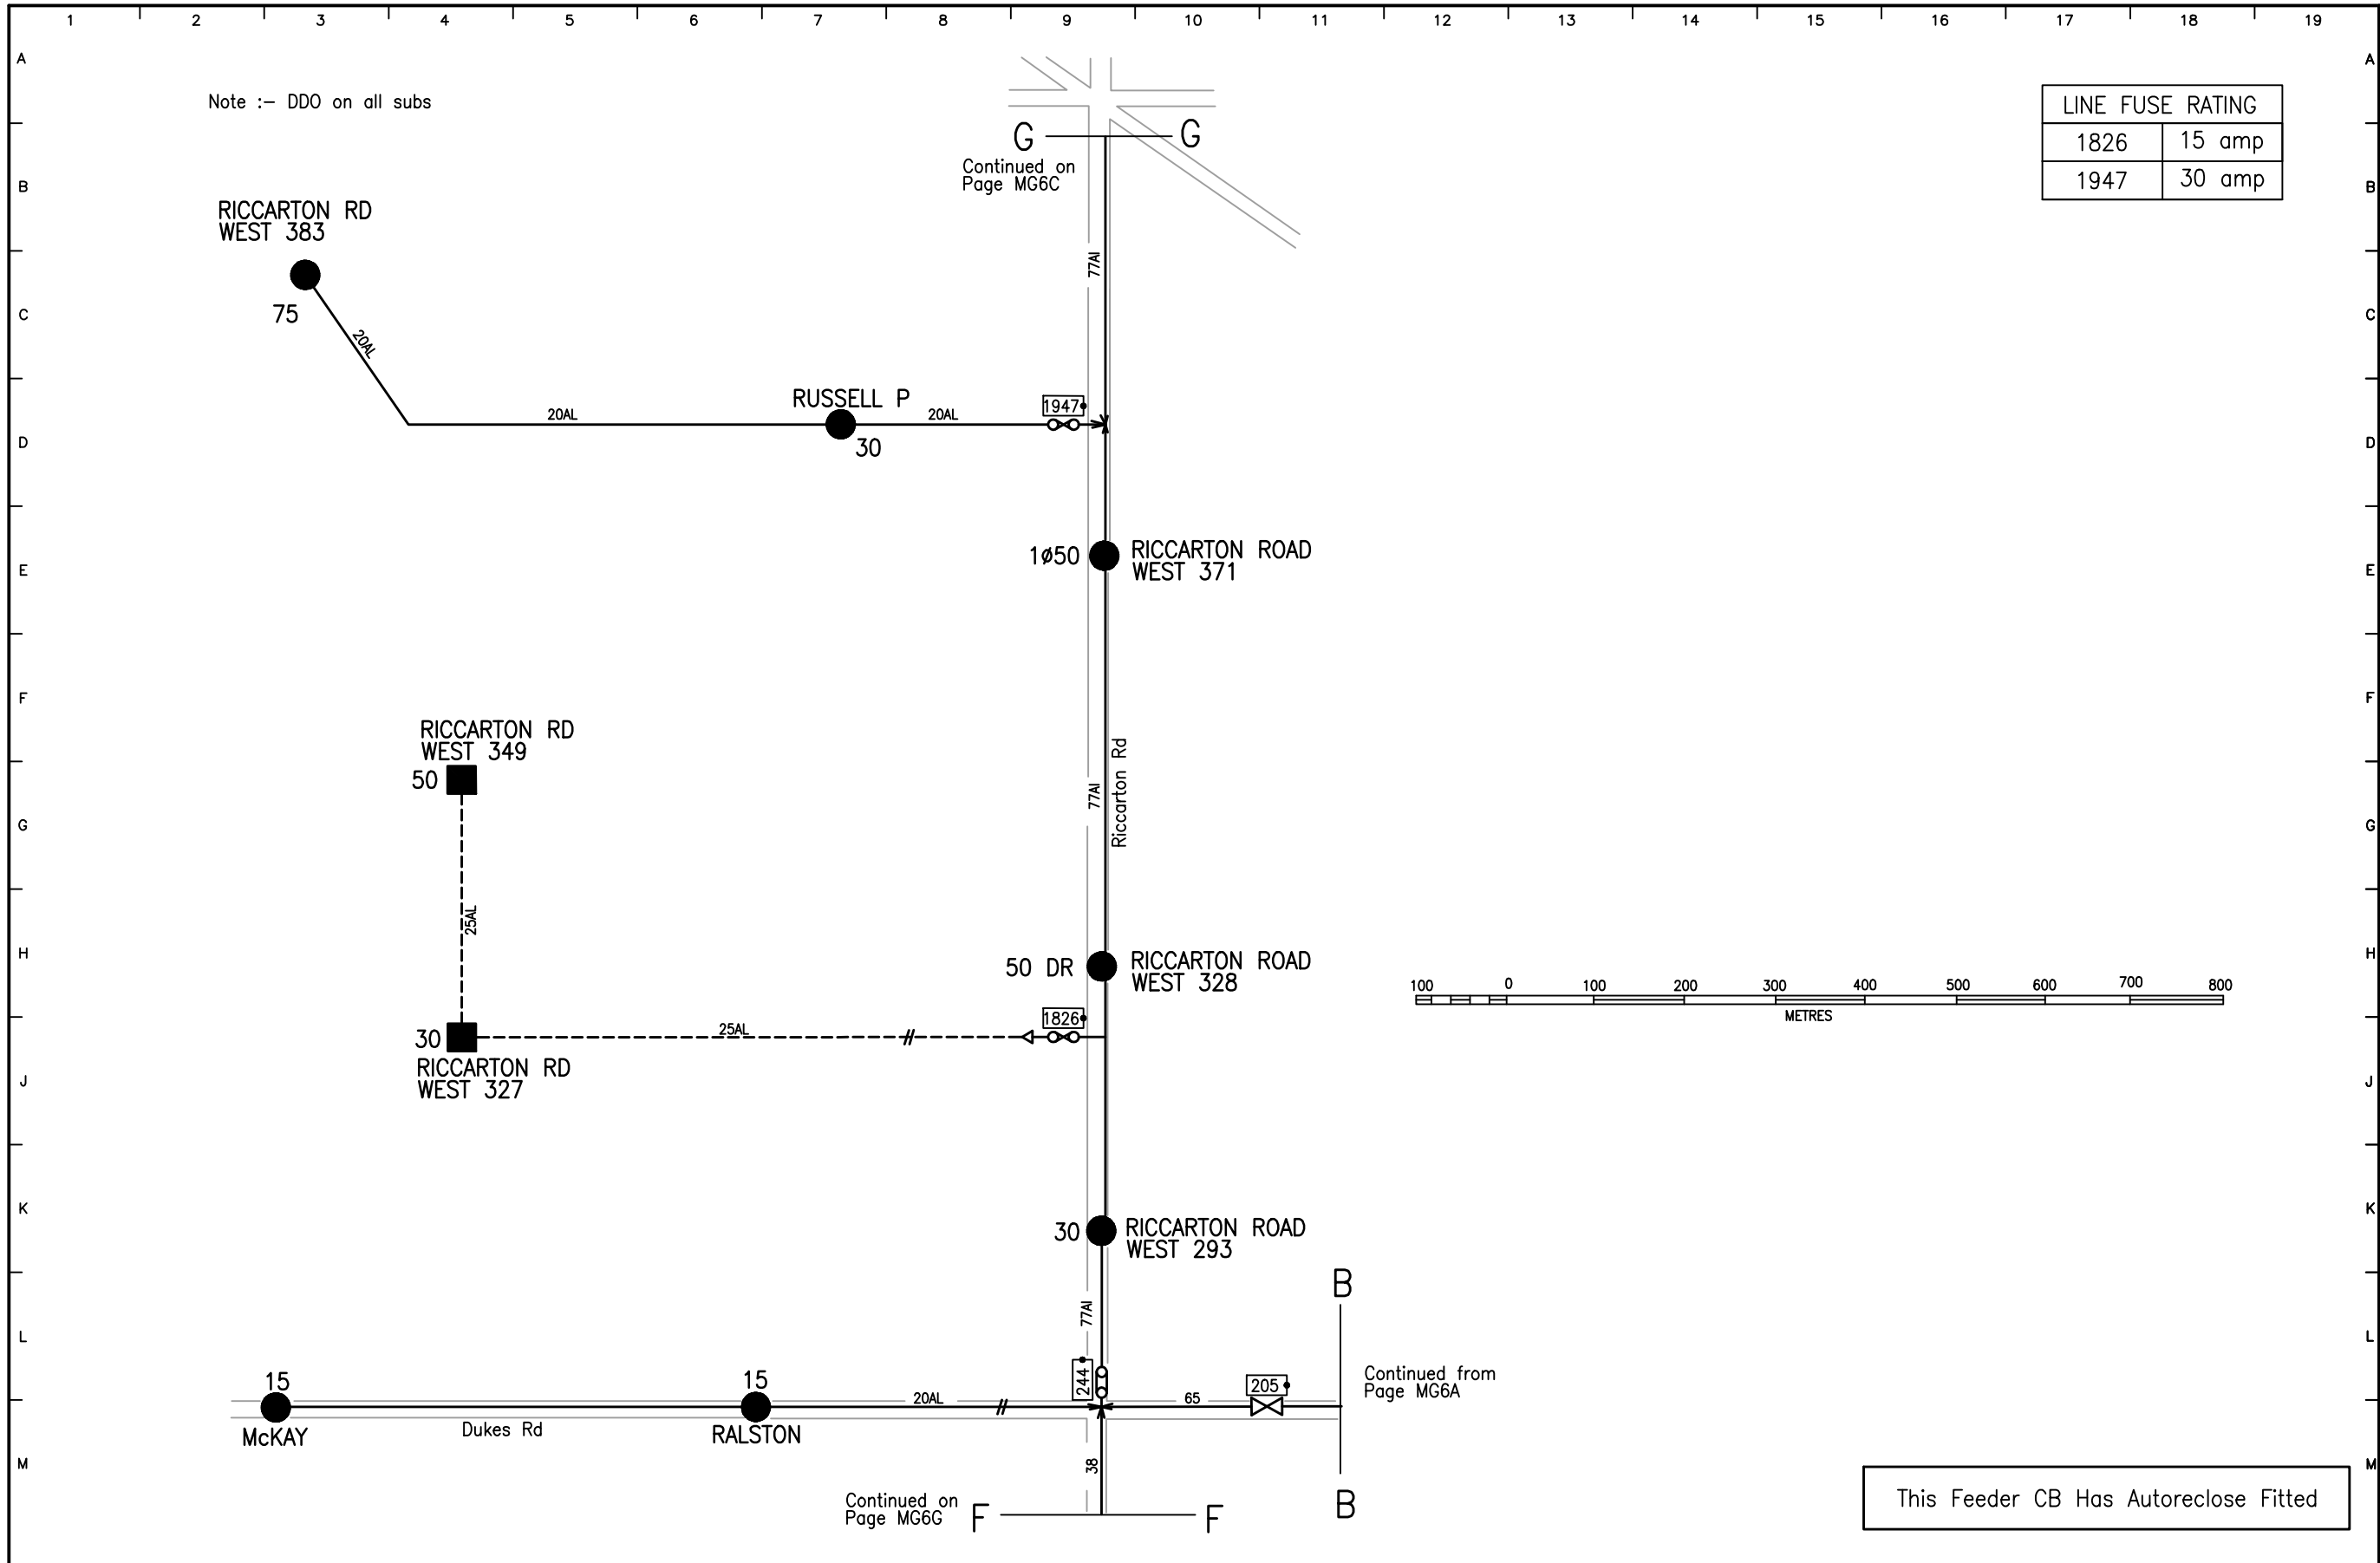 1 2 3 4 5 6 7 8 9 10 11 12 13 14 15 16 17 18 19
A A
Note :- DDO on all subs
LINE FUSE RATING
1826 15 amp
1947 30 amp
G G
Continued on
Page MG6C
B B
RICCARTON RD
WEST 383
77Al
75
C C
20AL
RUSSELL P
1947
20AL 20AL
D D
30
1ø50
RICCARTON ROAD
WEST 371
E E
F F
RICCARTON RD
WEST 349
50
Riccarton Rd
77Al
G G
25AL
H H
50 DR
RICCARTON ROAD
WEST 328
100 0 100 200 300 400 500 600 700 800
METRES
1826
25AL
30
RICCARTON RD
WEST 327
J J
K K
30
RICCARTON ROAD
WEST 293
B
77Al
L L
244
Continued from
Page MG6A
15 15
205
20AL 65
McKAY
Dukes Rd
RALSTON
M M
38
Continued on
Page MG6G
F F
B
This Feeder CB Has Autoreclose Fitted